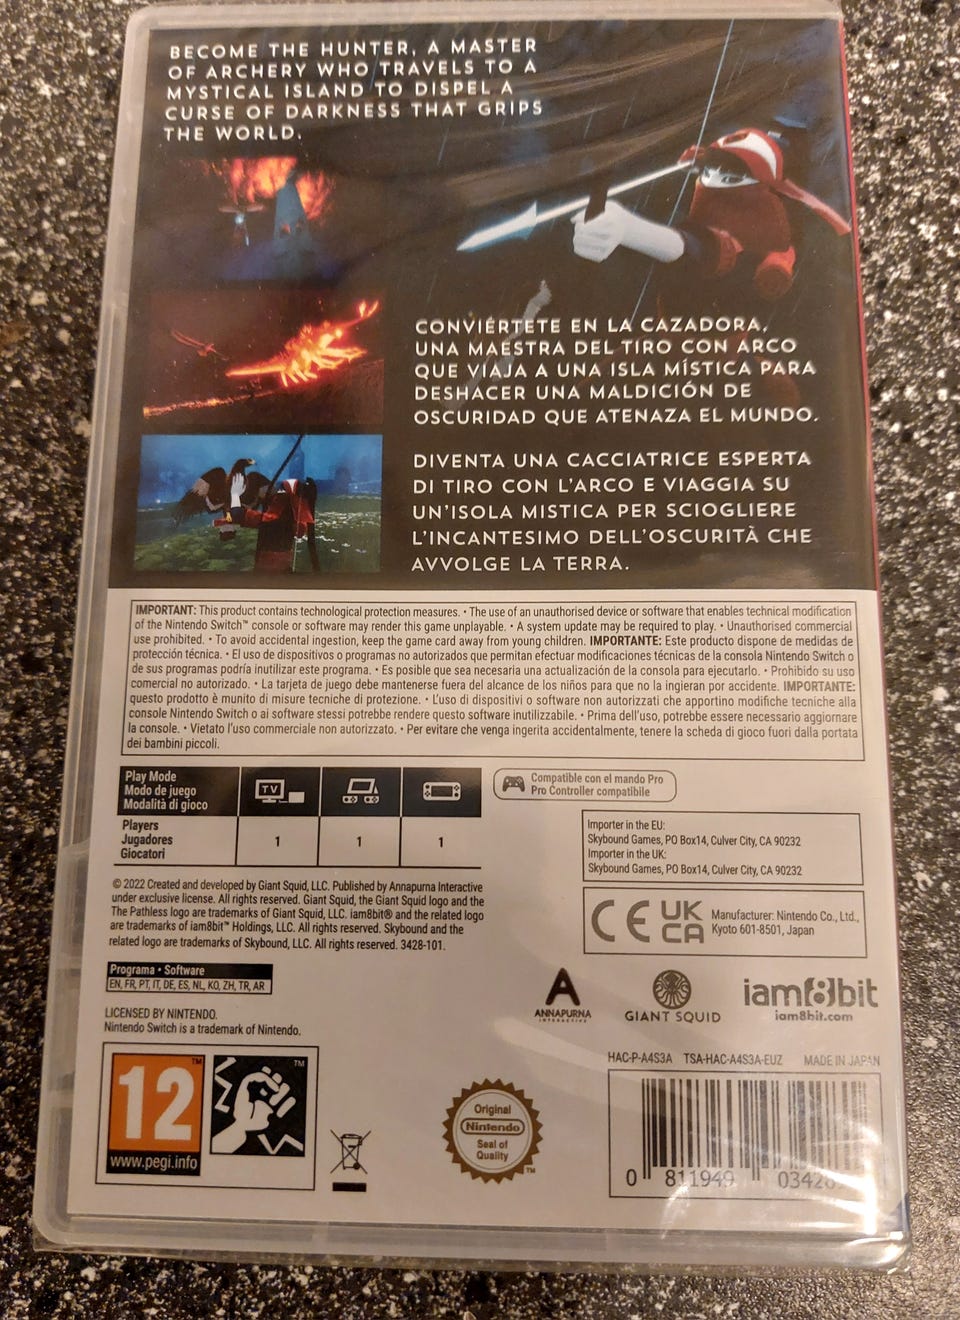 BECOME THE HUNTER, A MASTER
OF ARCHERY WHO TRAVELS TO A
MYSTICAL ISLAND TO DISPEL A
CURSE OF DARKNESS THAT GRIPS
THE WORLD.
CONVIÉRTETE EN LA CAZADORA,
UNA MAESTRA DEL TIRO CON ARCO
QUE VIAJA A UNA ISLA MÍSTICA PARA
DESHACER UNA MALDICIÓN DE
OSCURIDAD QUE ATENAZA EL MUNDO.
DIVENTA UNA CACCIATRICE ESPERTA
DI TIRO CON L'ARCO E VIAGGIA SU
UN'ISOLA MISTICA PER SCIOGLIERE
L'INCANTESIMO DELL'OSCURITÀ CHE
AVVOLGE LA TERRA.
IMPORTANT: This product contains technological protection measures. • The use of an unauthorised device or software that enables technical modification
of the Nintendo Switch™ console or software may render this game unplayable. • A system update may be required to play. • Unauthorised commercial
use prohibited. • To avoid accidental ingestion, keep the game card away from young children. IMPORTANTE: Este producto dispone de medidas de
protección técnica. • El uso de dispositivos o programas no autorizados que permitan efectuar modificaciones técnicas de la consola Nintendo Switch o
de sus programas podría inutilizar este programa. • Es posible que sea necesaria una actualización de la consola para ejecutarlo. • Prohibido su uso
comercial no autorizado. • La tarjeta de juego debe mantenerse fuera del alcance de los niños para que no la ingieran por accidente. IMPORTANTE:
questo prodotto è munito di misure tecniche di protezione. • L'uso di dispositivi o software non autorizzati che apportino modifiche tecniche alla
console Nintendo Switch o ai software stessi potrebbe rendere questo software inutilizzabile. • Prima dell'uso, potrebbe essere necessario aggiornare
la console. • Vietato l'uso commerciale non autorizzato. • Per evitare che venga ingerita accidentalmente, tenere la scheda di gioco fuori dalla portata
dei bambini piccoli.
Play Mode
Modo de juego
Modalità di gioco
TV
Players
Jugadores
Giocatori
1 1 1
Compatible con el mando Pro
Pro Controller compatibile
Importer in the EU:
Skybound Games, PO Box14, Culver City, CA 90232
Importer in the UK:
Skybound Games, PO Box14, Culver City, CA 90232
© 2022 Created and developed by Giant Squid, LLC. Published by Annapurna Interactive
under exclusive license. All rights reserved. Giant Squid, the Giant Squid logo and the
The Pathless logo are trademarks of Giant Squid, LLC. iam8bit® and the related logo
are trademarks of iam8bit™ Holdings, LLC. All rights reserved. Skybound and the
related logo are trademarks of Skybound, LLC. All rights reserved. 3428-101.
CE UK CA
Manufacturer: Nintendo Co., Ltd.,
Kyoto 601-8501, Japan
Programa • Software
EN, FR, PT, IT, DE, ES, NL, KO, ZH, TR, AR
LICENSED BY NINTENDO.
Nintendo Switch is a trademark of Nintendo.
A
ANNAPURNA
INTERACTIVE
GIANT SQUID
iam8bit
iam8bit.com
HAC-P-A4S3A TSA-HAC-A4S3A-EUZ MADE IN JAPAN
12
www.pegi.info
TM
TM
Original
Nintendo
Seal of
Quality
TM
0 811949